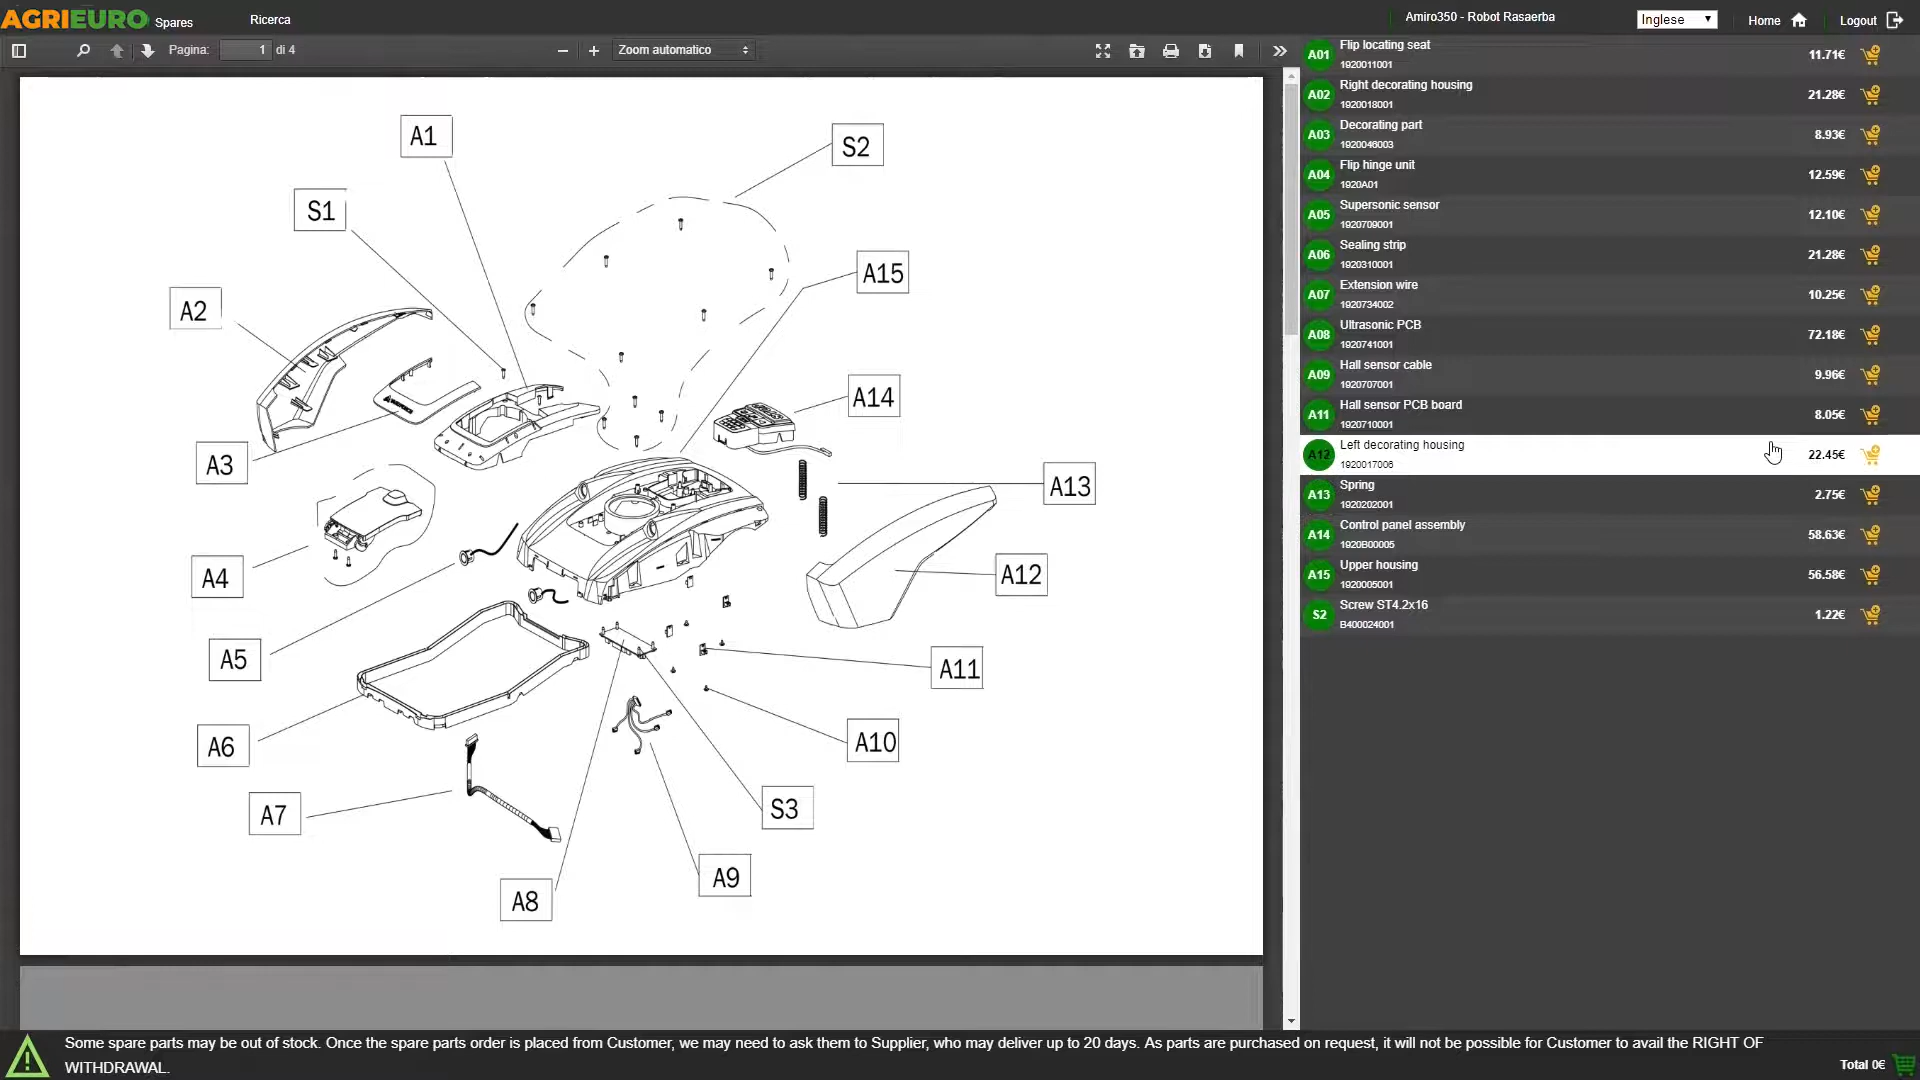 AGRIEURO Spares
Ricerca
Amiro350 - Robot Rasaerba
Inglese
Home
Logout
Pagina: 1 di 4
Zoom automatico
A1
S2
S1
A15
A2
A14
A3
A13
A4
A12
A5
A11
A6
A10
A7
S3
A9
A8
A01 Flip locating seat 11.71€
1920011001
A02 Right decorating housing 21.28€
1920018001
A03 Decorating part 8.93€
1920046003
A04 Flip hinge unit 12.59€
1920A01
A05 Supersonic sensor 12.10€
1920709001
A06 Sealing strip 21.28€
1920310001
A07 Extension wire 10.25€
1920734002
A08 Ultrasonic PCB 72.18€
1920741001
A09 Hall sensor cable 9.96€
1920707001
A11 Hall sensor PCB board 8.05€
1920710001
A12 Left decorating housing 22.45€
1920017006
A13 Spring 2.75€
1920202001
A14 Control panel assembly 58.63€
1920B00005
A15 Upper housing 56.58€
1920005001
S2 Screw ST4.2x16 1.22€
B400024001
Some spare parts may be out of stock. Once the spare parts order is placed from Customer, we may need to ask them to Supplier, who may deliver up to 20 days. As parts are purchased on request, it will not be possible for Customer to avail the RIGHT OF
WITHDRAWAL.
Total 0€